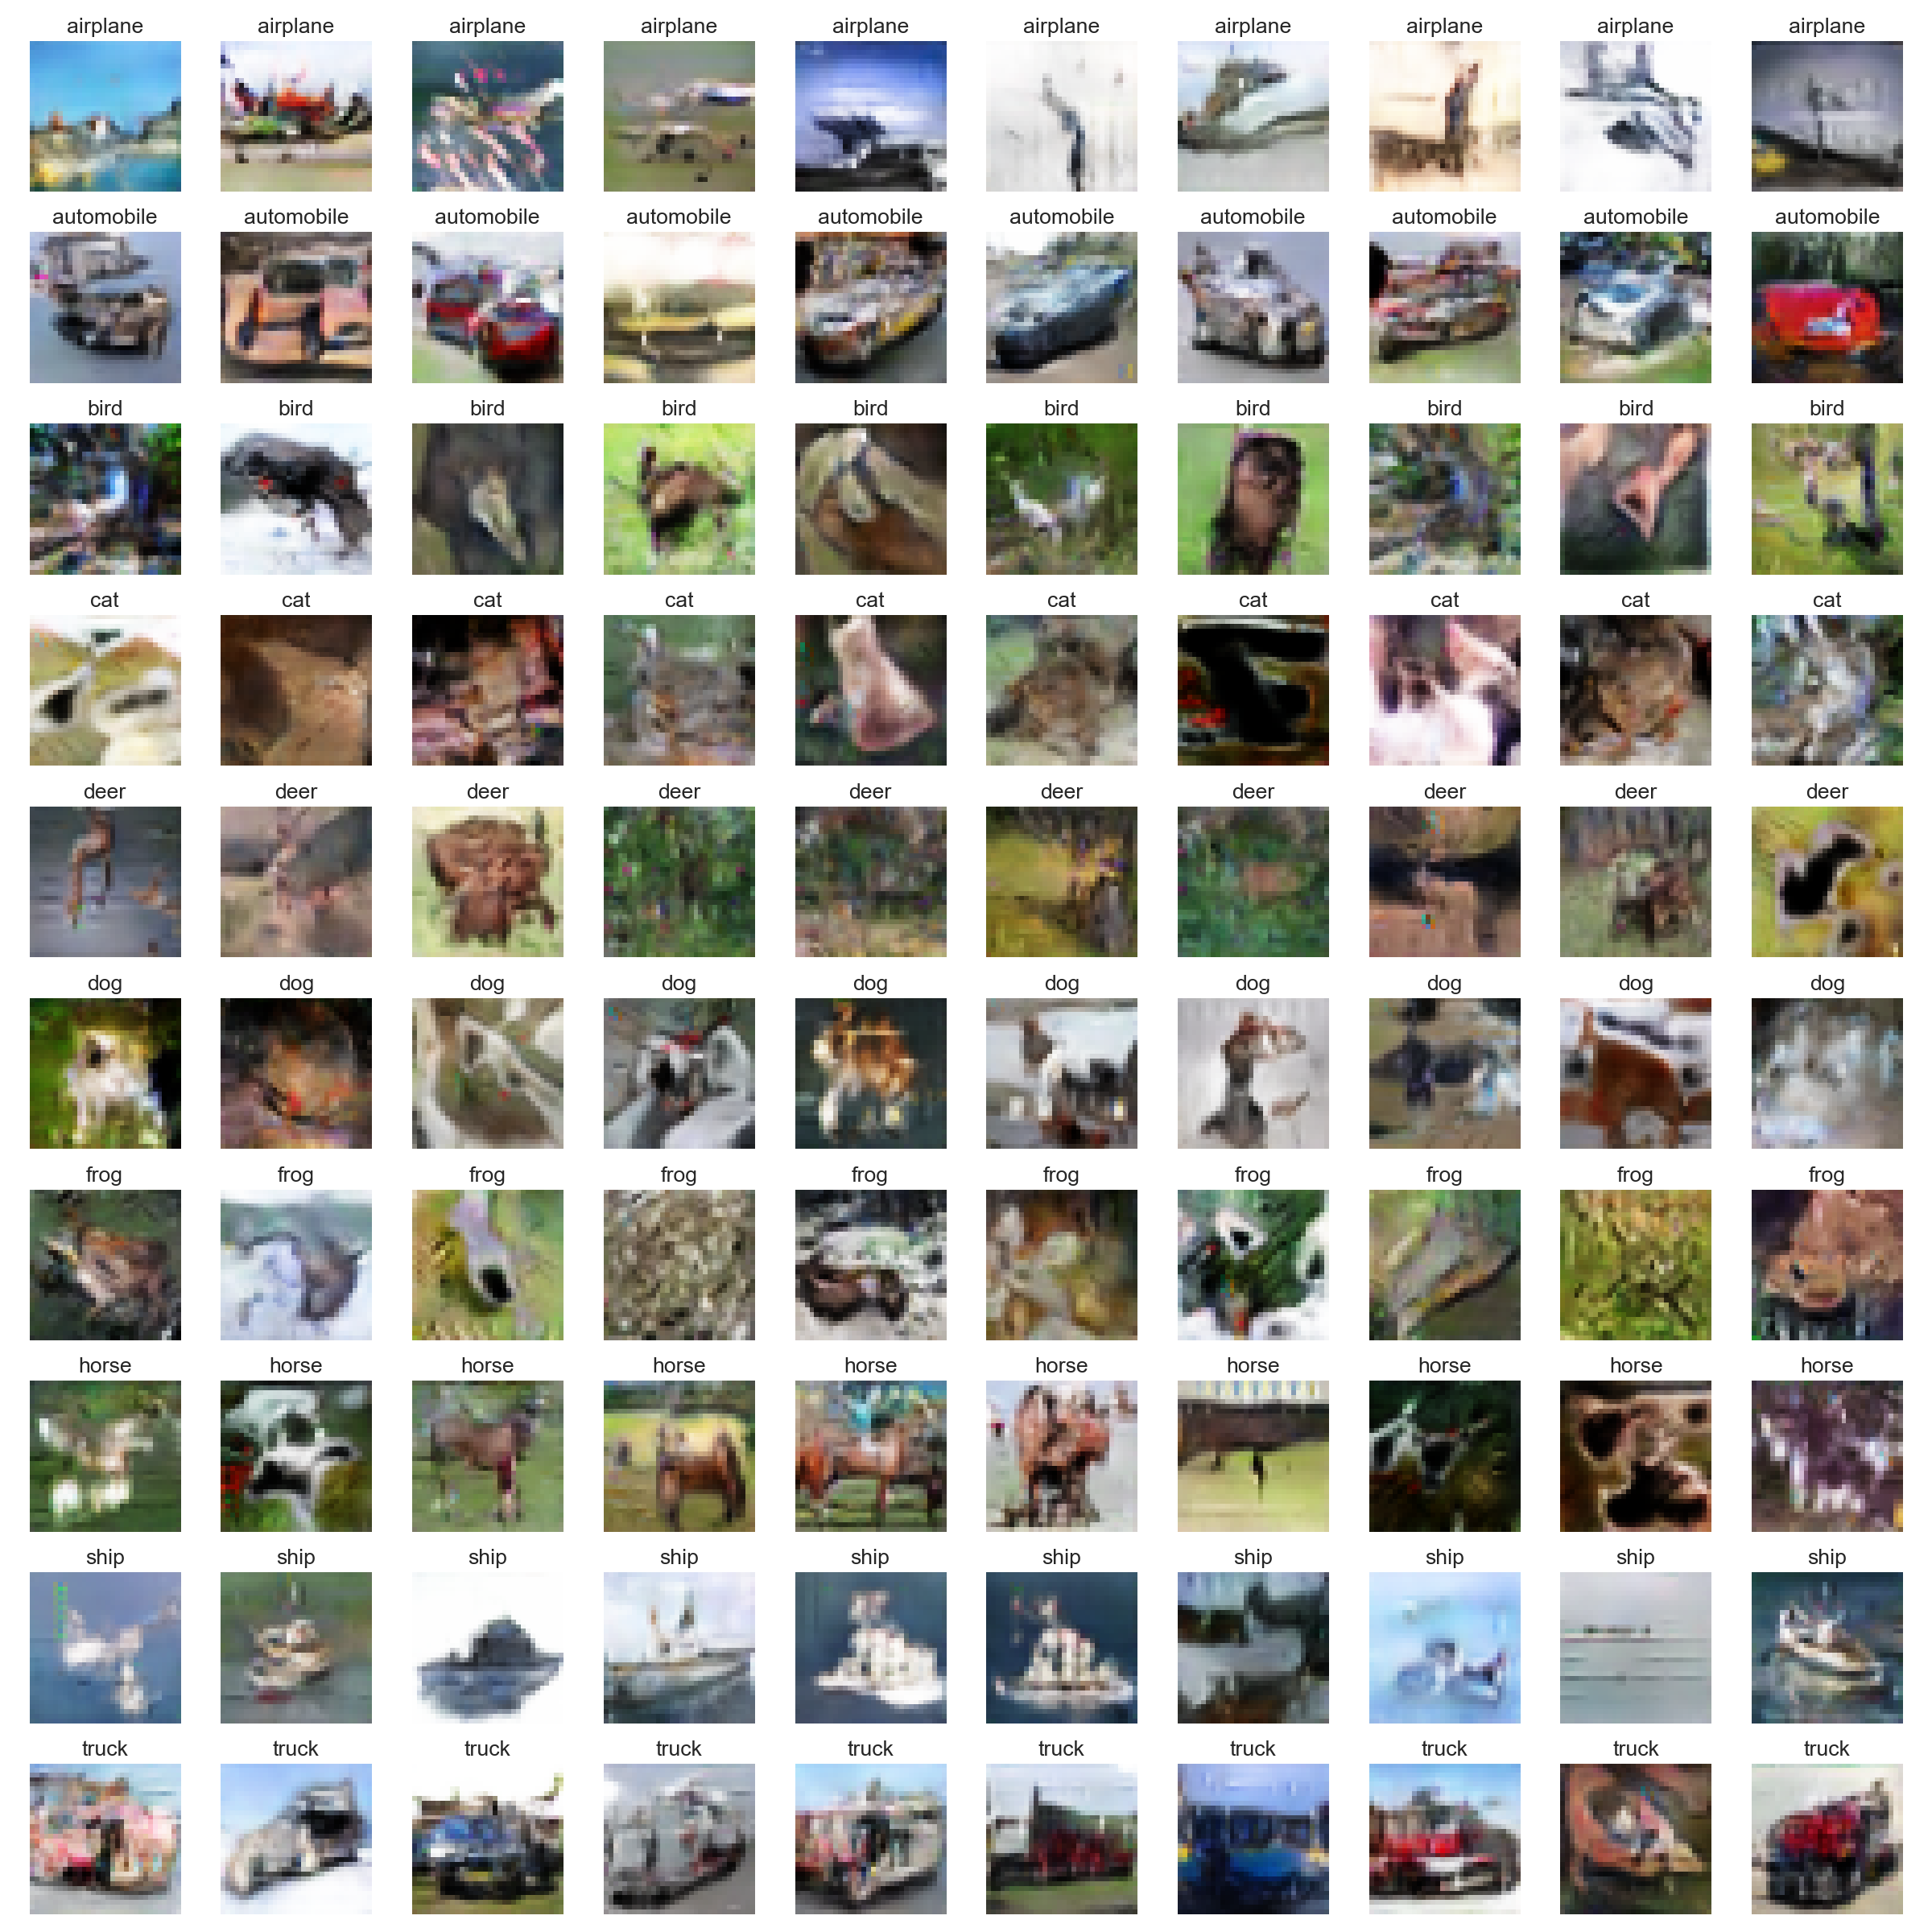 airplane airplane airplane airplane airplane airplane airplane airplane airplane airplane
automobile automobile automobile automobile automobile automobile automobile automobile automobile automobile
bird bird bird bird bird bird bird bird bird bird
cat cat cat cat cat cat cat cat cat cat
deer deer deer deer deer deer deer deer deer deer
dog dog dog dog dog dog dog dog dog dog
frog frog frog frog frog frog frog frog frog frog
horse horse horse horse horse horse horse horse horse horse
ship ship ship ship ship ship ship ship ship ship
truck truck truck truck truck truck truck truck truck truck